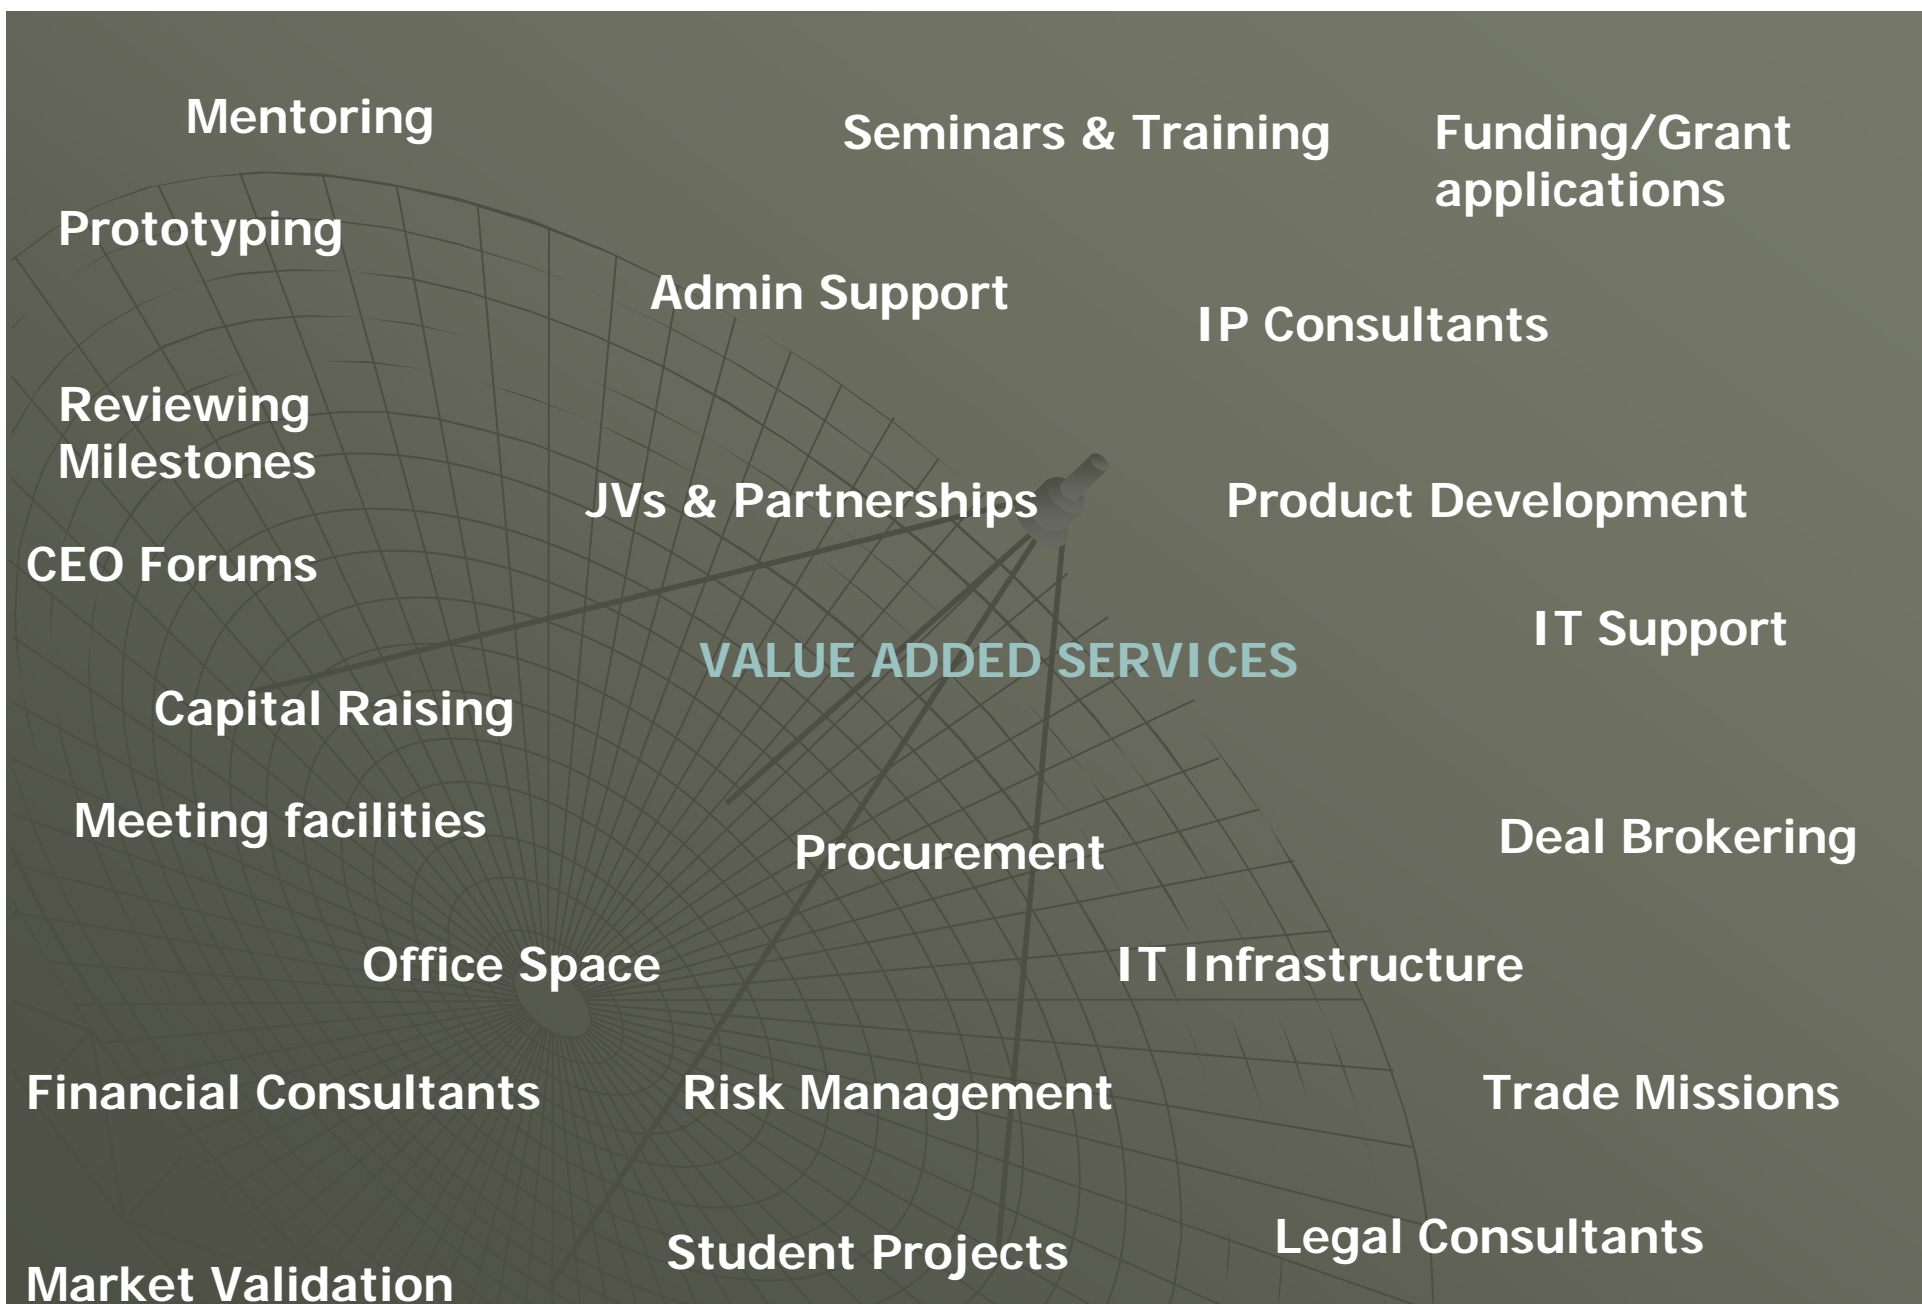 Mentoring
Seminars & Training
Funding/Grant
applications
Prototyping
Admin Support
IP Consultants
Reviewing
Milestones
JVs & Partnerships
Product Development
CEO Forums
IT Support
VALUE ADDED SERVICES
Capital Raising
Meeting facilities
Procurement
Deal Brokering
Office Space
IT Infrastructure
Financial Consultants
Risk Management
Trade Missions
Legal Consultants
Student Projects
Market Validation